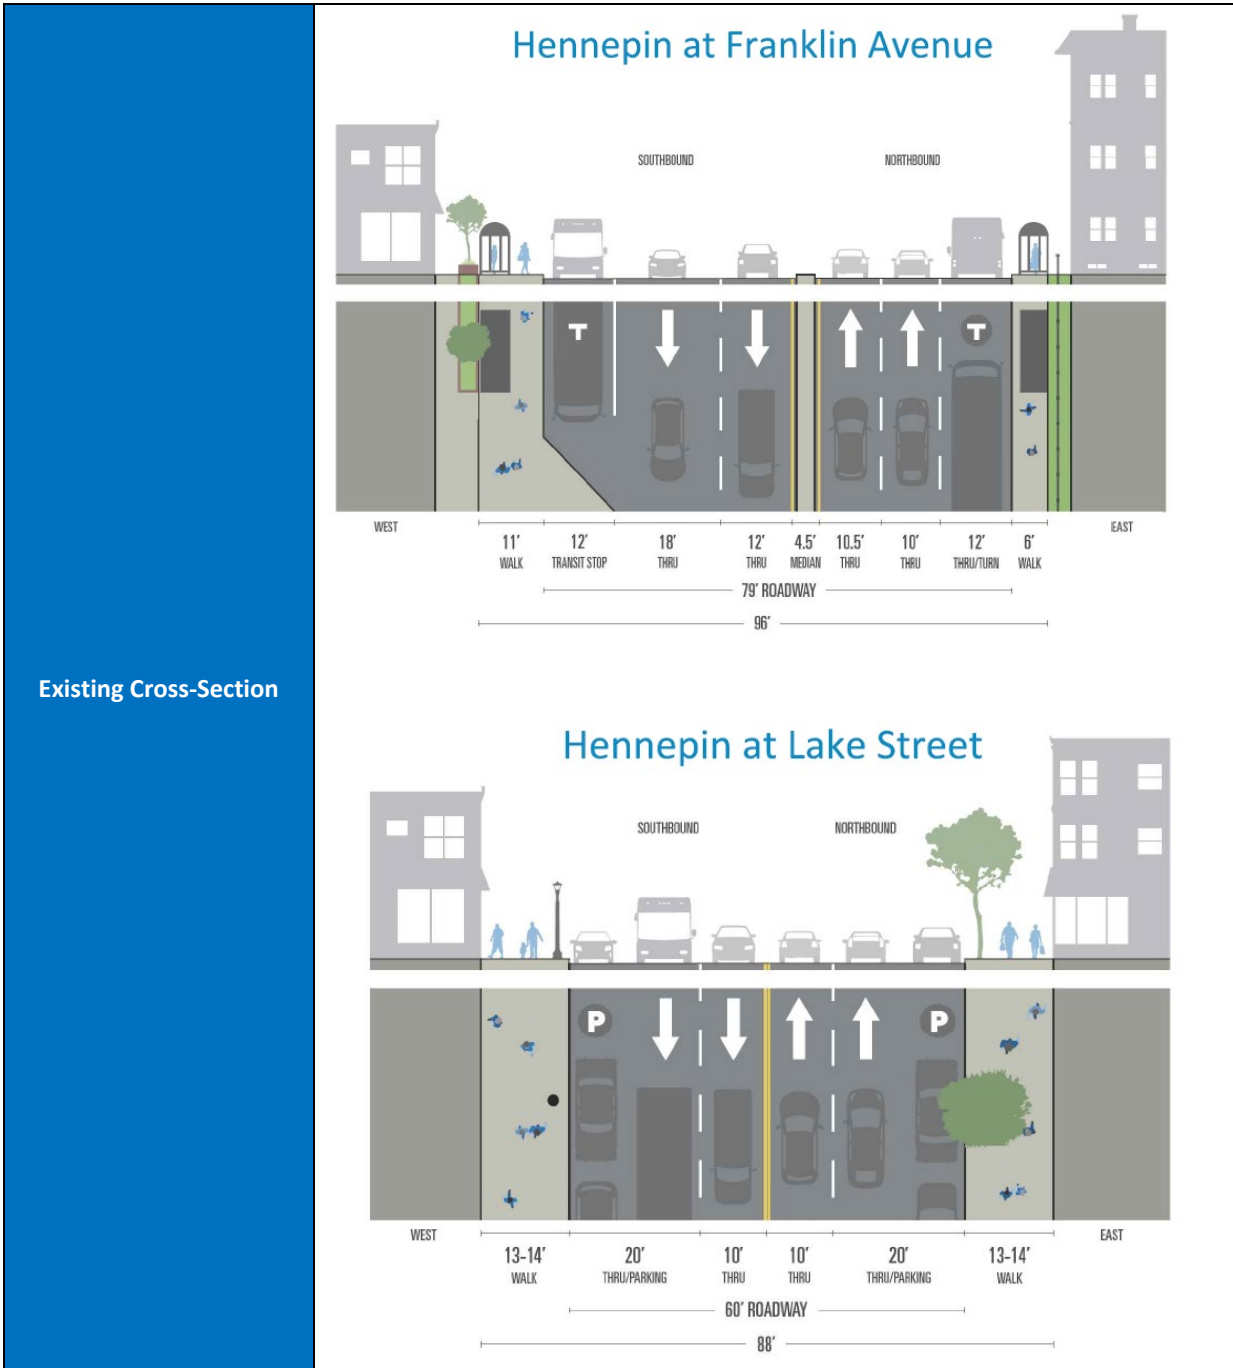 Existing Cross-Section
Hennepin at Franklin Avenue
SOUTHBOUND NORTHBOUND
T T
WEST EAST
11' 12' 18' 12' 4.5' 10.5' 10' 12' 6'
WALK TRANSIT STOP THRU THRU MEDIAN THRU THRU THRU/TURN WALK
79' ROADWAY
96'
Hennepin at Lake Street
SOUTHBOUND NORTHBOUND
P P
WEST EAST
13-14' 20' 10' 10' 20' 13-14'
WALK THRU/PARKING THRU THRU THRU/PARKING WALK
60' ROADWAY
88'